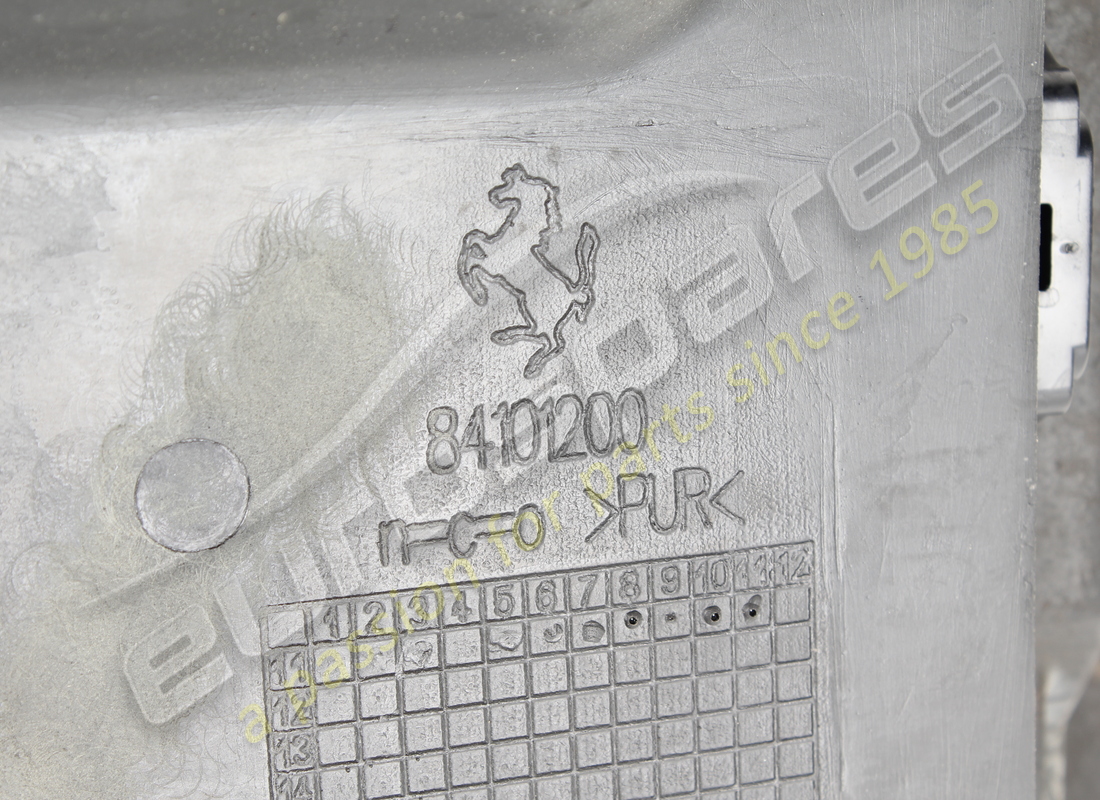 84101200
n-c-o >PUR<
1 2 3 4 5 6 7 8 9 10 11 12
11
12
13
14
eurospares
a passion for parts since 1985